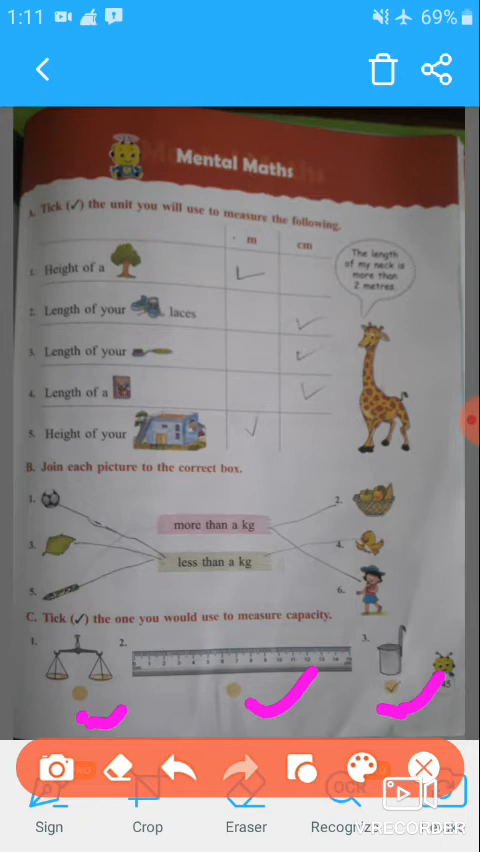 1:11
69%
Mental Maths
A. Tick (✓) the unit you will use to measure the following.
m cm
1. Height of a
2. Length of your laces
3. Length of your
4. Length of a
5. Height of your
The length
of my neck is
more than
2 metres.
B. Join each picture to the correct box.
1. 2.
more than a kg
3. 4.
less than a kg
5. 6.
C. Tick (✓) the one you would use to measure capacity.
1. 2. 3.
45
OCR
Sign Crop Eraser Recognize
V RECORDER